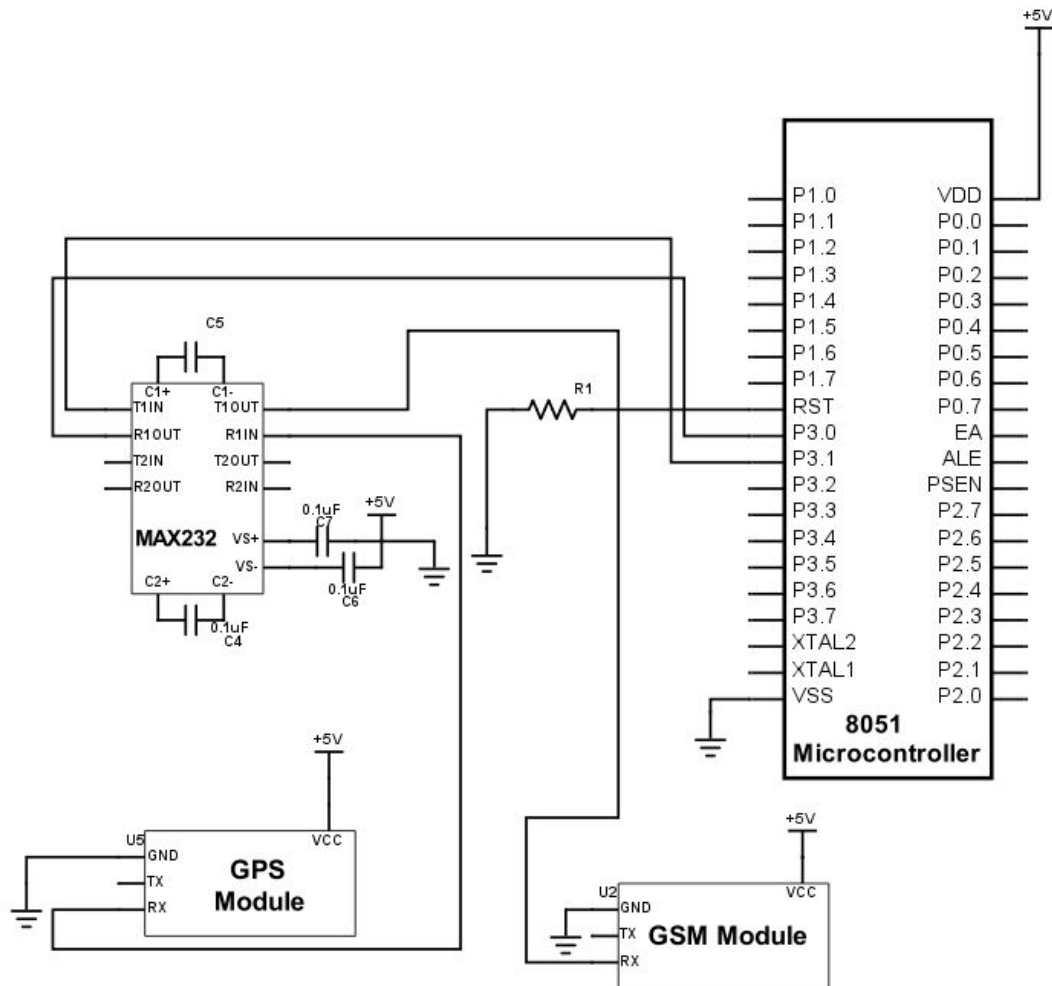 +5V
P1.0 VDD
P1.1 P0.0
P1.2 P0.1
P1.3 P0.2
P1.4 P0.3
P1.5 P0.4
P1.6 P0.5
P1.7 P0.6
RST P0.7
P3.0 EA
P3.1 ALE
P3.2 PSEN
P3.3 P2.7
P3.4 P2.6
P3.5 P2.5
P3.6 P2.4
P3.7 P2.3
XTAL2 P2.2
XTAL1 P2.1
VSS P2.0
8051
Microcontroller
R1
C5
C1+ C1-
T1IN T1OUT
R1OUT R1IN
T2IN T2OUT
R2OUT R2IN
MAX232
VS+
VS-
C2+ C2-
0.1uF
C7
+5V
0.1uF
C6
0.1uF
C4
+5V
U5
VCC
GND
TX
RX
GPS
Module
+5V
U2
VCC
GND
TX
RX
GSM Module